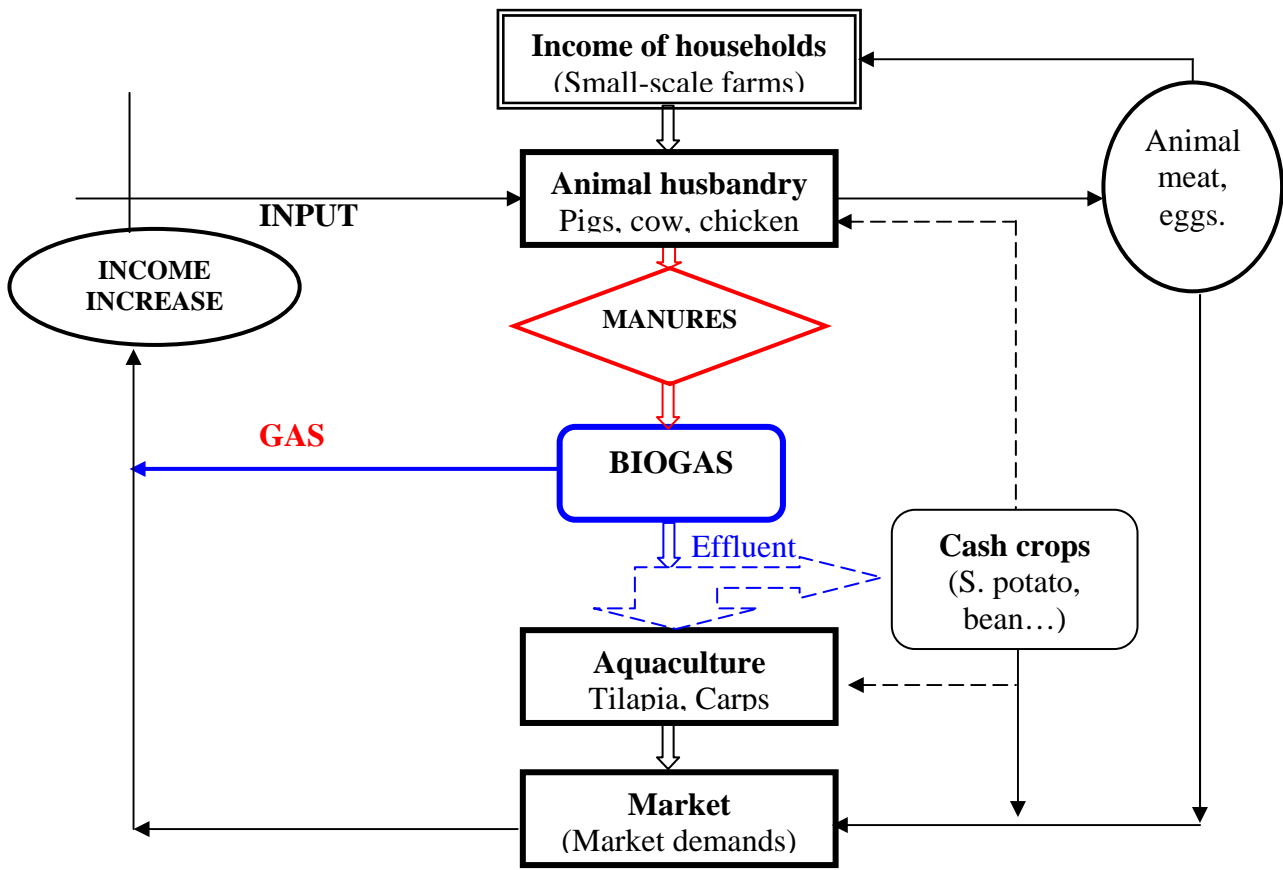 Income of households
(Small-scale farms)
Animal
meat,
eggs.
Animal husbandry
Pigs, cow, chicken
INPUT
INCOME
INCREASE
MANURES
GAS
BIOGAS
Effluent
Cash crops
(S. potato,
bean…)
Aquaculture
Tilapia, Carps
Market
(Market demands)